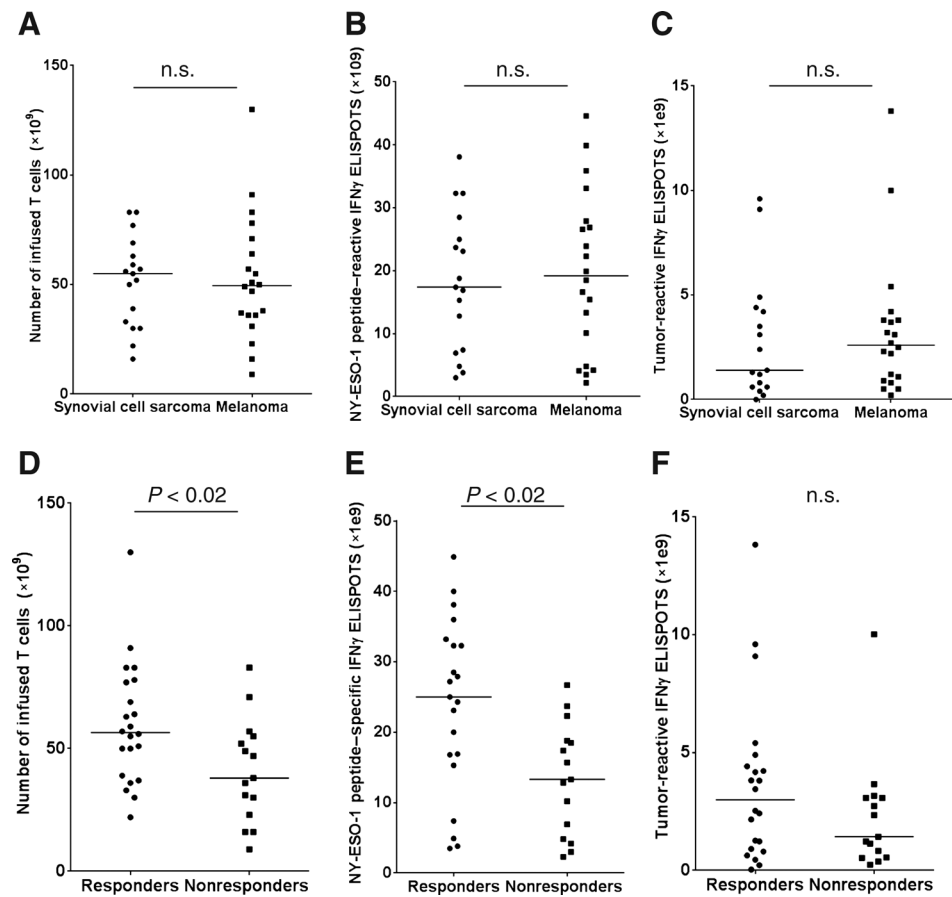 A
B
C
Number of infused T cells (×10⁹)
150
100
50
0
n.s.
Synovial cell sarcoma Melanoma
NY-ESO-1 peptide–reactive IFNγ ELISPOTS (×109)
50
40
30
20
10
0
n.s.
Synovial cell sarcoma Melanoma
Tumor-reactive IFNγ ELISPOTS (×1e9)
15
10
5
0
n.s.
Synovial cell sarcoma Melanoma
D
E
F
Number of infused T cells (×10⁹)
150
100
50
0
P < 0.02
Responders Nonresponders
NY-ESO-1 peptide–specific IFNγ ELISPOTS (×1e9)
50
40
30
20
10
0
P < 0.02
Responders Nonresponders
Tumor-reactive IFNγ ELISPOTS (×1e9)
15
10
5
0
n.s.
Responders Nonresponders